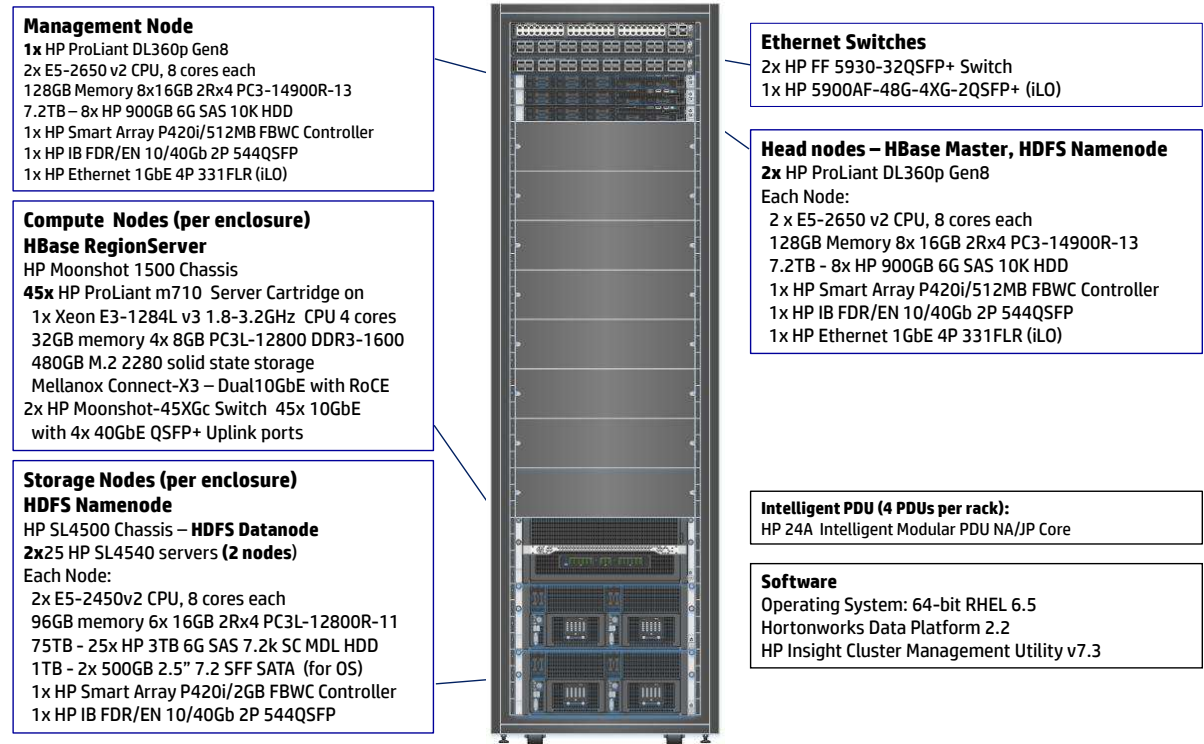 Management Node
1x HP ProLiant DL360p Gen8
2x E5-2650 v2 CPU, 8 cores each
128GB Memory 8x16GB 2Rx4 PC3-14900R-13
7.2TB – 8x HP 900GB 6G SAS 10K HDD
1x HP Smart Array P420i/512MB FBWC Controller
1x HP IB FDR/EN 10/40Gb 2P 544QSFP
1x HP Ethernet 1GbE 4P 331FLR (iLO)
Compute Nodes (per enclosure)
HBase RegionServer
HP Moonshot 1500 Chassis
45x HP ProLiant m710 Server Cartridge on
1x Xeon E3-1284L v3 1.8-3.2GHz CPU 4 cores
32GB memory 4x 8GB PC3L-12800 DDR3-1600
480GB M.2 2280 solid state storage
Mellanox Connect-X3 – Dual10GbE with RoCE
2x HP Moonshot-45XGc Switch 45x 10GbE
with 4x 40GbE QSFP+ Uplink ports
Storage Nodes (per enclosure)
HDFS Namenode
HP SL4500 Chassis – HDFS Datanode
2x25 HP SL4540 servers (2 nodes)
Each Node:
2x E5-2450v2 CPU, 8 cores each
96GB memory 6x 16GB 2Rx4 PC3L-12800R-11
75TB - 25x HP 3TB 6G SAS 7.2k SC MDL HDD
1TB - 2x 500GB 2.5” 7.2 SFF SATA (for OS)
1x HP Smart Array P420i/2GB FBWC Controller
1x HP IB FDR/EN 10/40Gb 2P 544QSFP
Ethernet Switches
2x HP FF 5930-32QSFP+ Switch
1x HP 5900AF-48G-4XG-2QSFP+ (iLO)
Head nodes – HBase Master, HDFS Namenode
2x HP ProLiant DL360p Gen8
Each Node:
2 x E5-2650 v2 CPU, 8 cores each
128GB Memory 8x 16GB 2Rx4 PC3-14900R-13
7.2TB - 8x HP 900GB 6G SAS 10K HDD
1x HP Smart Array P420i/512MB FBWC Controller
1x HP IB FDR/EN 10/40Gb 2P 544QSFP
1x HP Ethernet 1GbE 4P 331FLR (iLO)
Intelligent PDU (4 PDUs per rack):
HP 24A Intelligent Modular PDU NA/JP Core
Software
Operating System: 64-bit RHEL 6.5
Hortonworks Data Platform 2.2
HP Insight Cluster Management Utility v7.3